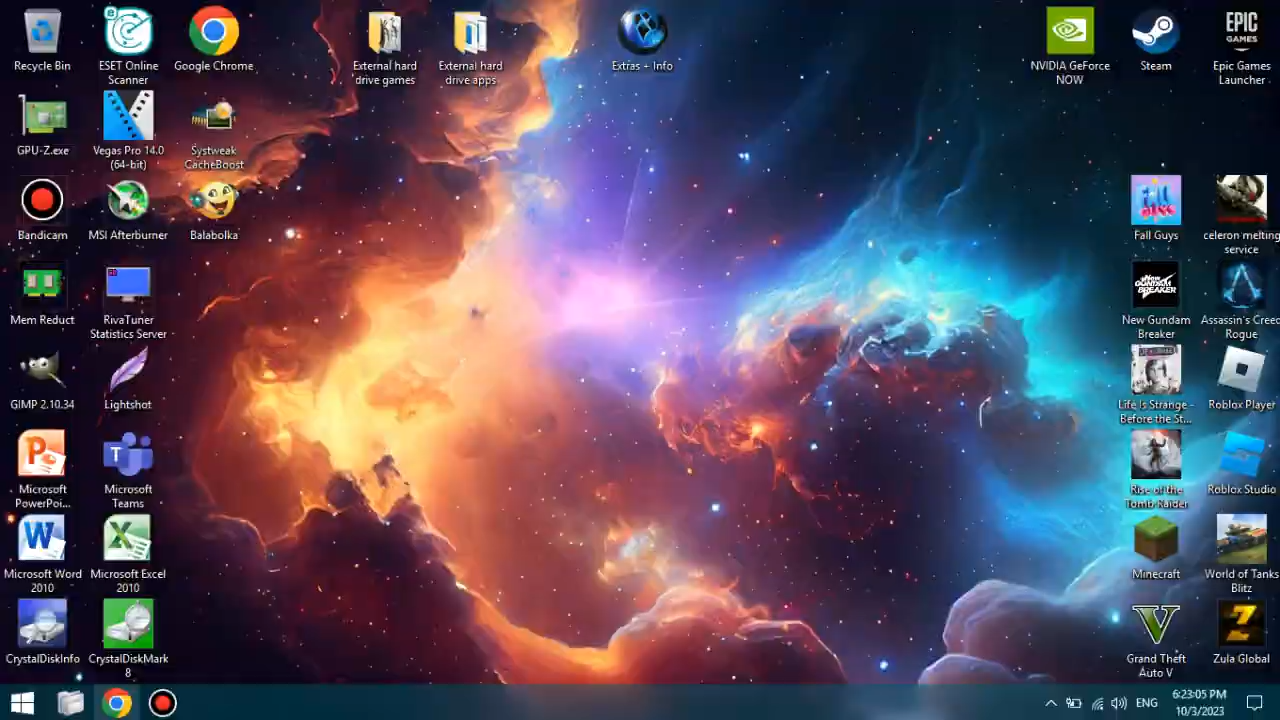 Recycle Bin
ESET Online
Scanner
Google Chrome
External hard
drive games
External hard
drive apps
Extras + Info
NVIDIA GeForce
NOW
Steam
EPIC
GAMES
Epic Games
Launcher
GPU-Z.exe
Vegas Pro 14.0
(64-bit)
Systweak
CacheBoost
Bandicam
MSI Afterburner
Balabolka
Fall Guys
celeron melting
service
Mem Reduct
RivaTuner
Statistics Server
New
GUNDAM
BREAKER
New Gundam
Breaker
Assassin's Creed
Rogue
GIMP 2.10.34
Lightshot
Life Is Strange -
Before the St...
Roblox Player
Microsoft
PowerPoi...
Microsoft
Teams
Rise of the
Tomb Raider
Roblox Studio
Microsoft Word
2010
Microsoft Excel
2010
Minecraft
World of Tanks
Blitz
CrystalDiskInfo
CrystalDiskMark
8
Grand Theft
Auto V
Zula Global
ENG
6:23:05 PM
10/3/2023